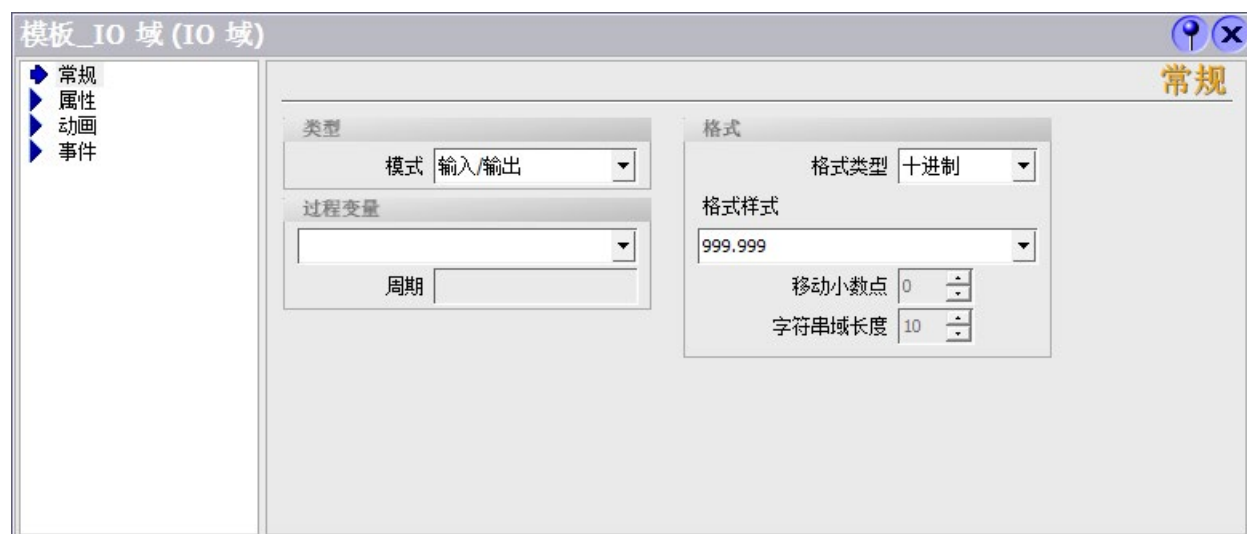 模板_IO 域 (IO 域)
常规
属性
动画
事件
常规
类型
模式 输入/输出
过程变量
周期
格式
格式类型 十进制
格式样式
999.999
移动小数点 0
字符串域长度 10